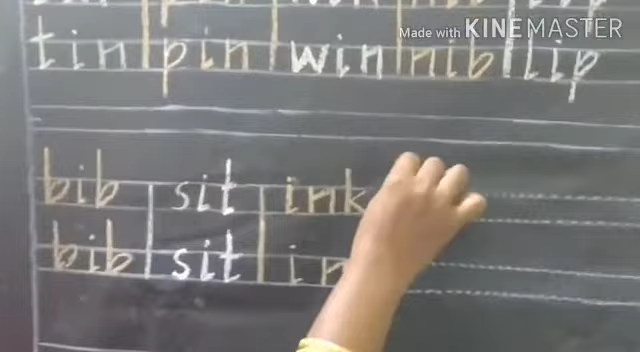 Made with KINEMASTER
tin pin win nib lip
bib sit ink
bib sit in